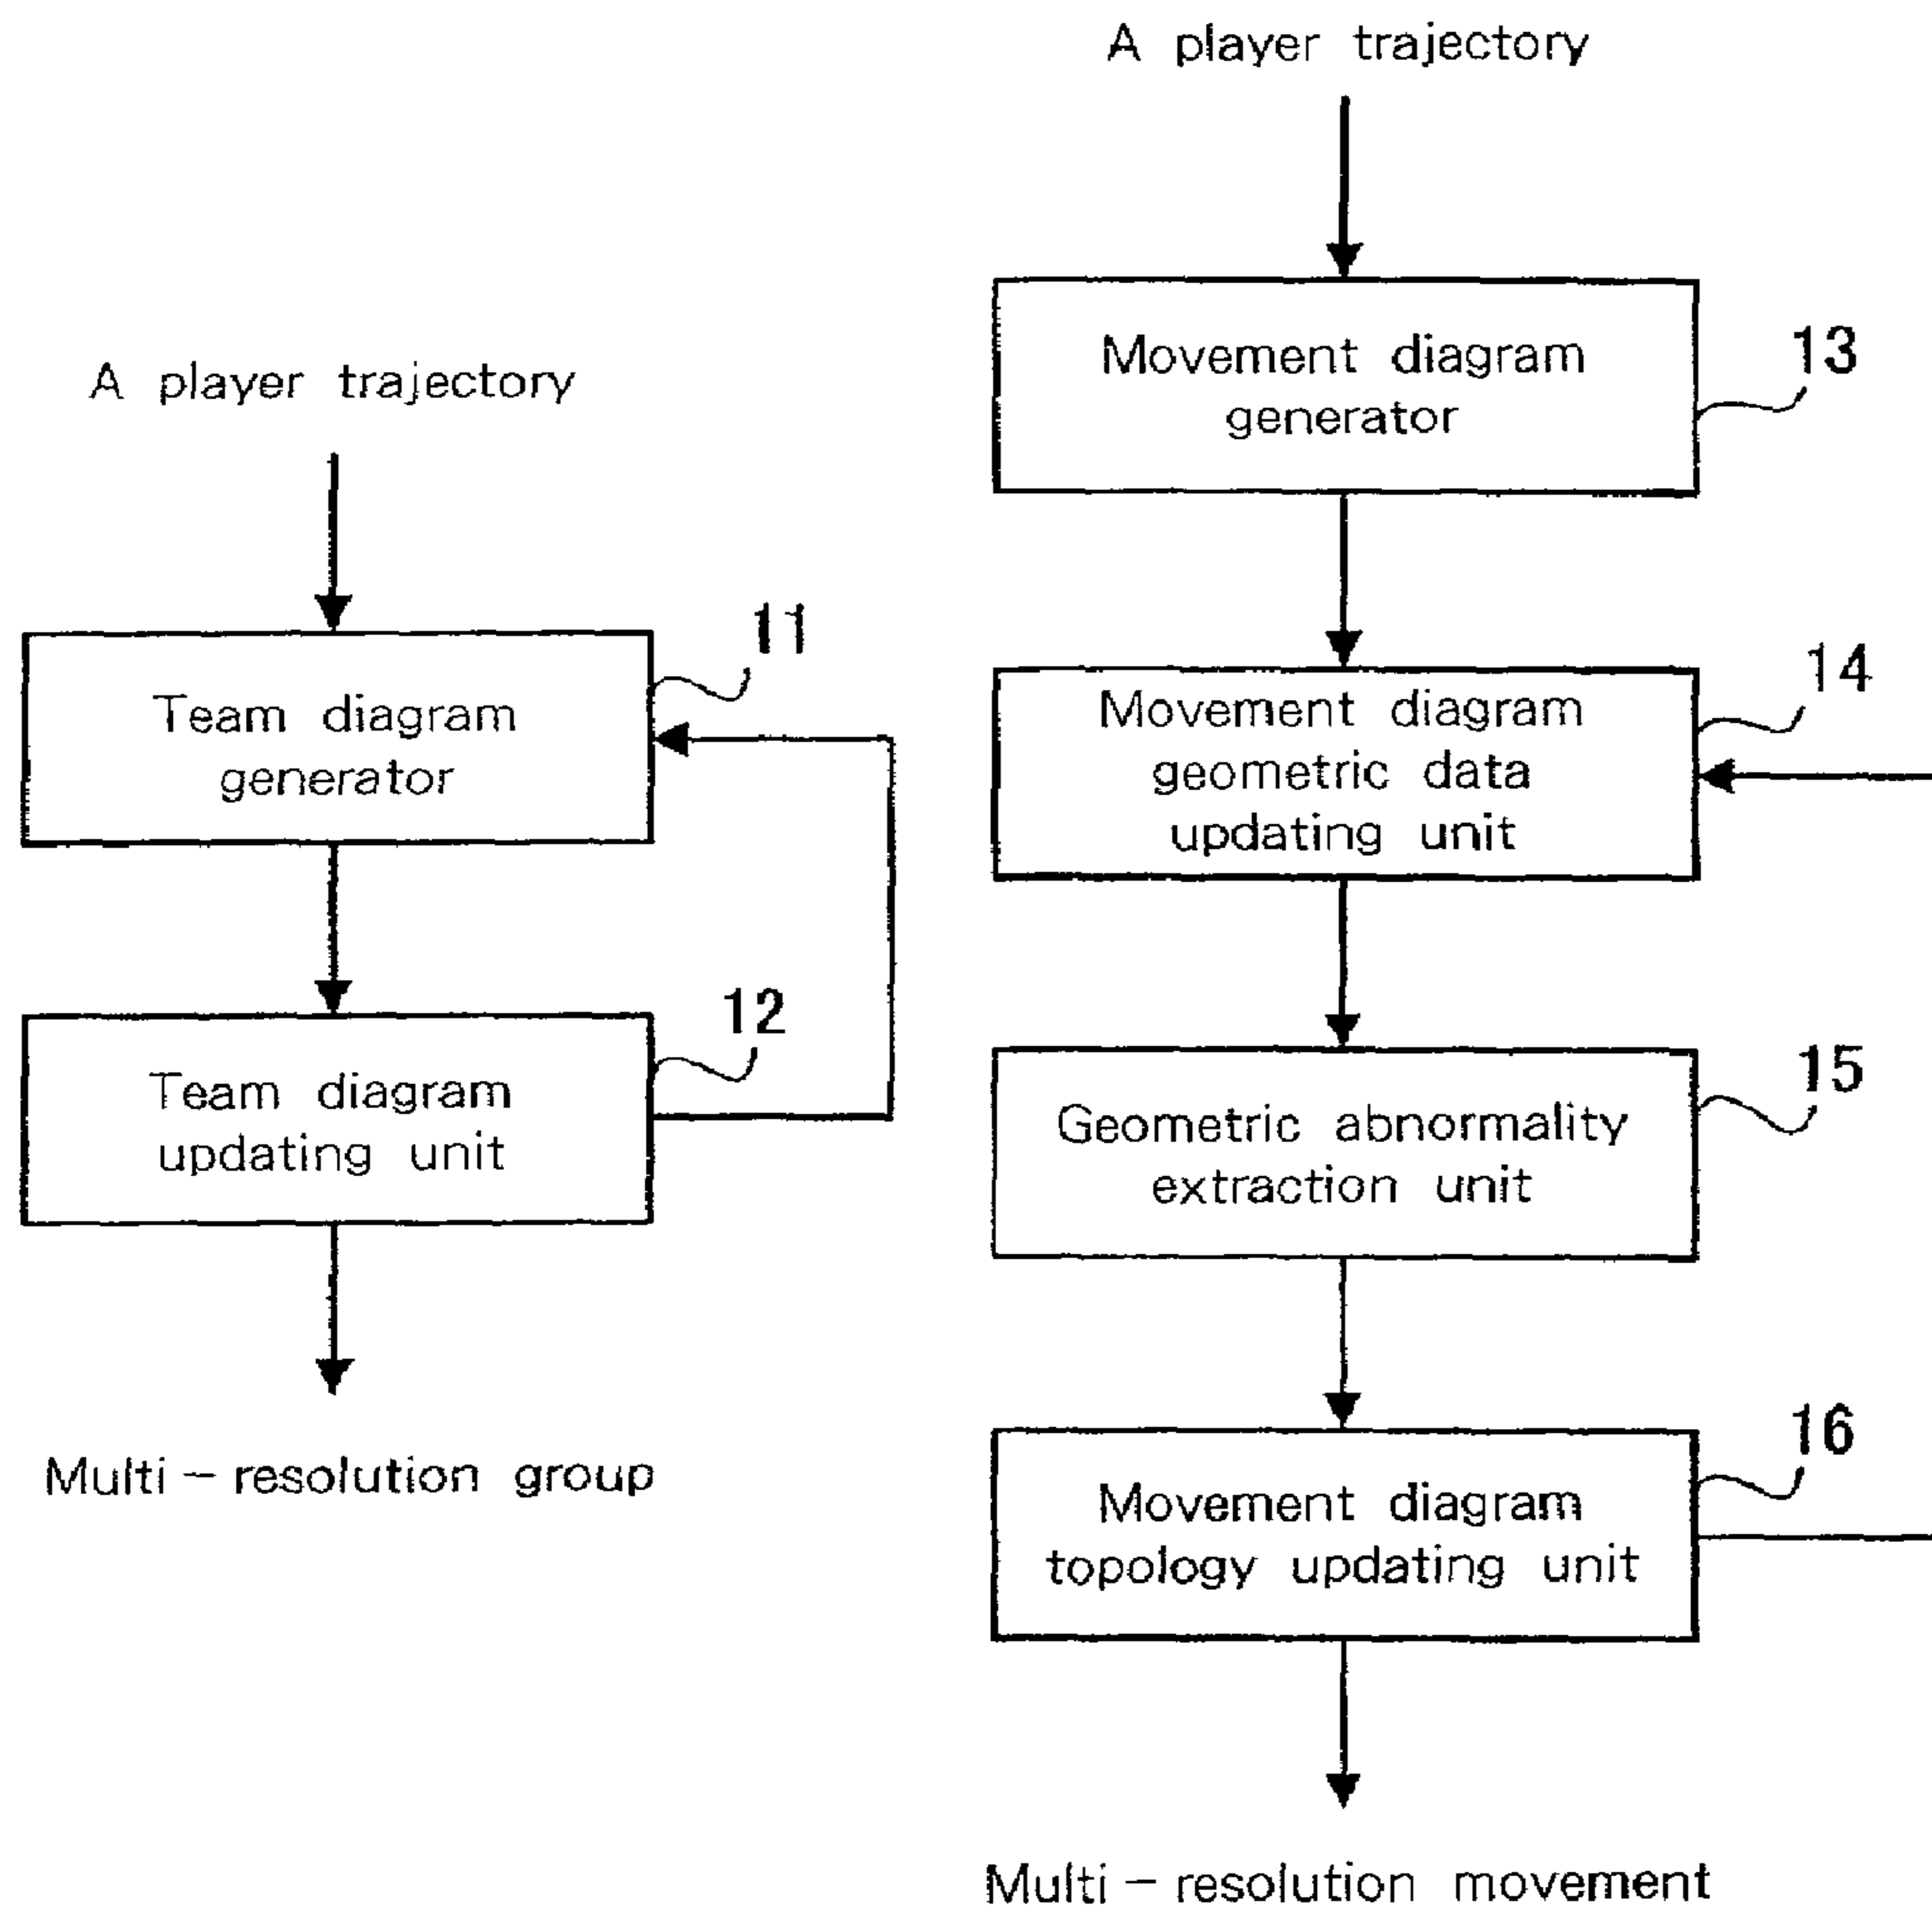 A player trajectory
Team diagram
generator
11
Team diagram
updating unit
12
Multi-resolution group
A player trajectory
Movement diagram
generator
13
Movement diagram
geometric data
updating unit
14
Geometric abnormality
extraction unit
15
Movement diagram
topology updating unit
16
Multi-resolution movement